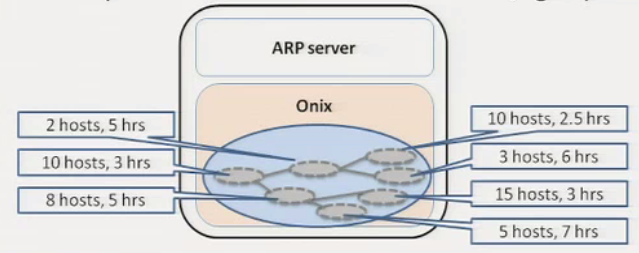 ARP server
Onix
2 hosts, 5 hrs
10 hosts, 3 hrs
8 hosts, 5 hrs
10 hosts, 2.5 hrs
3 hosts, 6 hrs
15 hosts, 3 hrs
5 hosts, 7 hrs